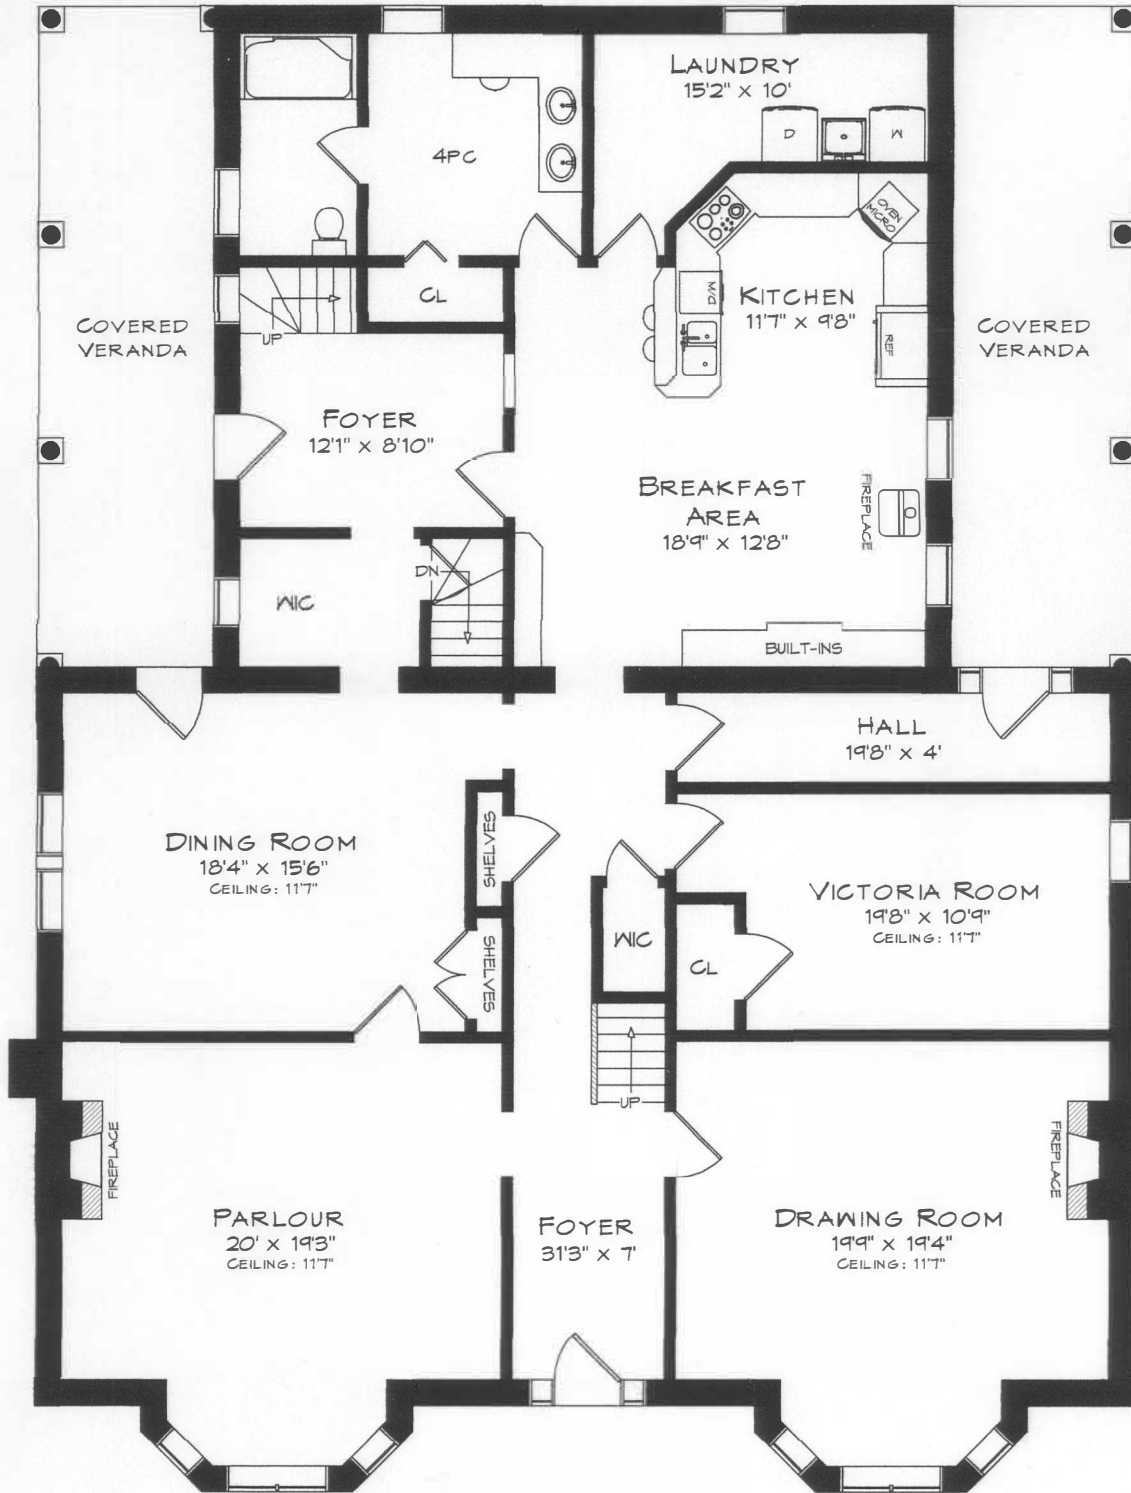 LAUNDRY
15'2" X 10'
D
W
4PC
OVEN
MICRO
CL
UP
D/W
KITCHEN
11'7" X 9'8"
REF
COVERED
VERANDA
COVERED
VERANDA
FOYER
12'1" X 8'10"
BREAKFAST
AREA
18'9" X 12'8"
FIREPLACE
DN
WIC
BUILT-INS
HALL
19'8" X 4'
DINING ROOM
18'4" X 15'6"
CEILING: 11'7"
SHELVES
SHELVES
VICTORIA ROOM
19'8" X 10'9"
CEILING: 11'7"
WIC
CL
UP
FIREPLACE
FIREPLACE
PARLOUR
20' X 19'3"
CEILING: 11'7"
FOYER
31'3" X 7'
DRAWING ROOM
19'9" X 19'4"
CEILING: 11'7"